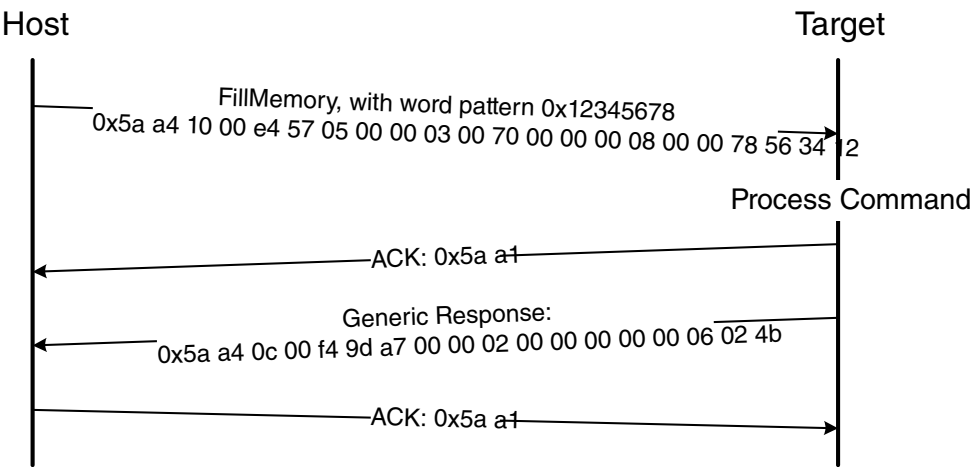 Host
Target
FillMemory, with word pattern 0x12345678
0x5a a4 10 00 e4 57 05 00 00 03 00 70 00 00 00 08 00 00 78 56 34 12
Process Command
ACK: 0x5a a1
Generic Response:
0x5a a4 0c 00 f4 9d a7 00 00 02 00 00 00 00 00 06 02 4b
ACK: 0x5a a1